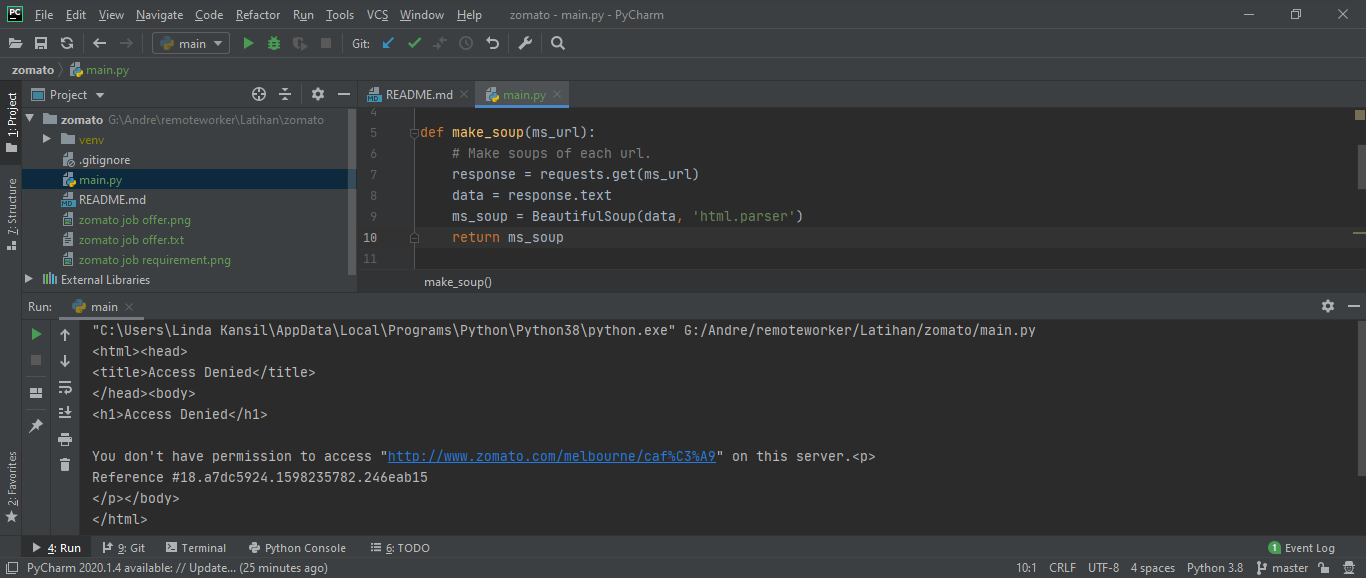 PC File Edit View Navigate Code Refactor Run Tools VCS Window Help zomato - main.py - PyCharm
main Git:
zomato main.py
1: Project
Project
README.md main.py
zomato G:\Andre\remoteworker\Latihan\zomato
venv
.gitignore
main.py
README.md
zomato job offer.png
zomato job offer.txt
zomato job requirement.png
External Libraries
7: Structure
2: Favorites
4
5 def make_soup(ms_url):
6 # Make soups of each url.
7 response = requests.get(ms_url)
8 data = response.text
9 ms_soup = BeautifulSoup(data, 'html.parser')
10 return ms_soup
11
make_soup()
Run: main
"C:\Users\Linda Kansil\AppData\Local\Programs\Python\Python38\python.exe" G:/Andre/remoteworker/Latihan/zomato/main.py
<html><head>
<title>Access Denied</title>
</head><body>
<h1>Access Denied</h1>
You don't have permission to access "http://www.zomato.com/melbourne/caf%C3%A9" on this server.<p>
Reference #18.a7dc5924.1598235782.246eab15
</p></body>
</html>
4: Run 9: Git Terminal Python Console 6: TODO 1 Event Log
PyCharm 2020.1.4 available: // Update... (25 minutes ago) 10:1 CRLF UTF-8 4 spaces Python 3.8 master